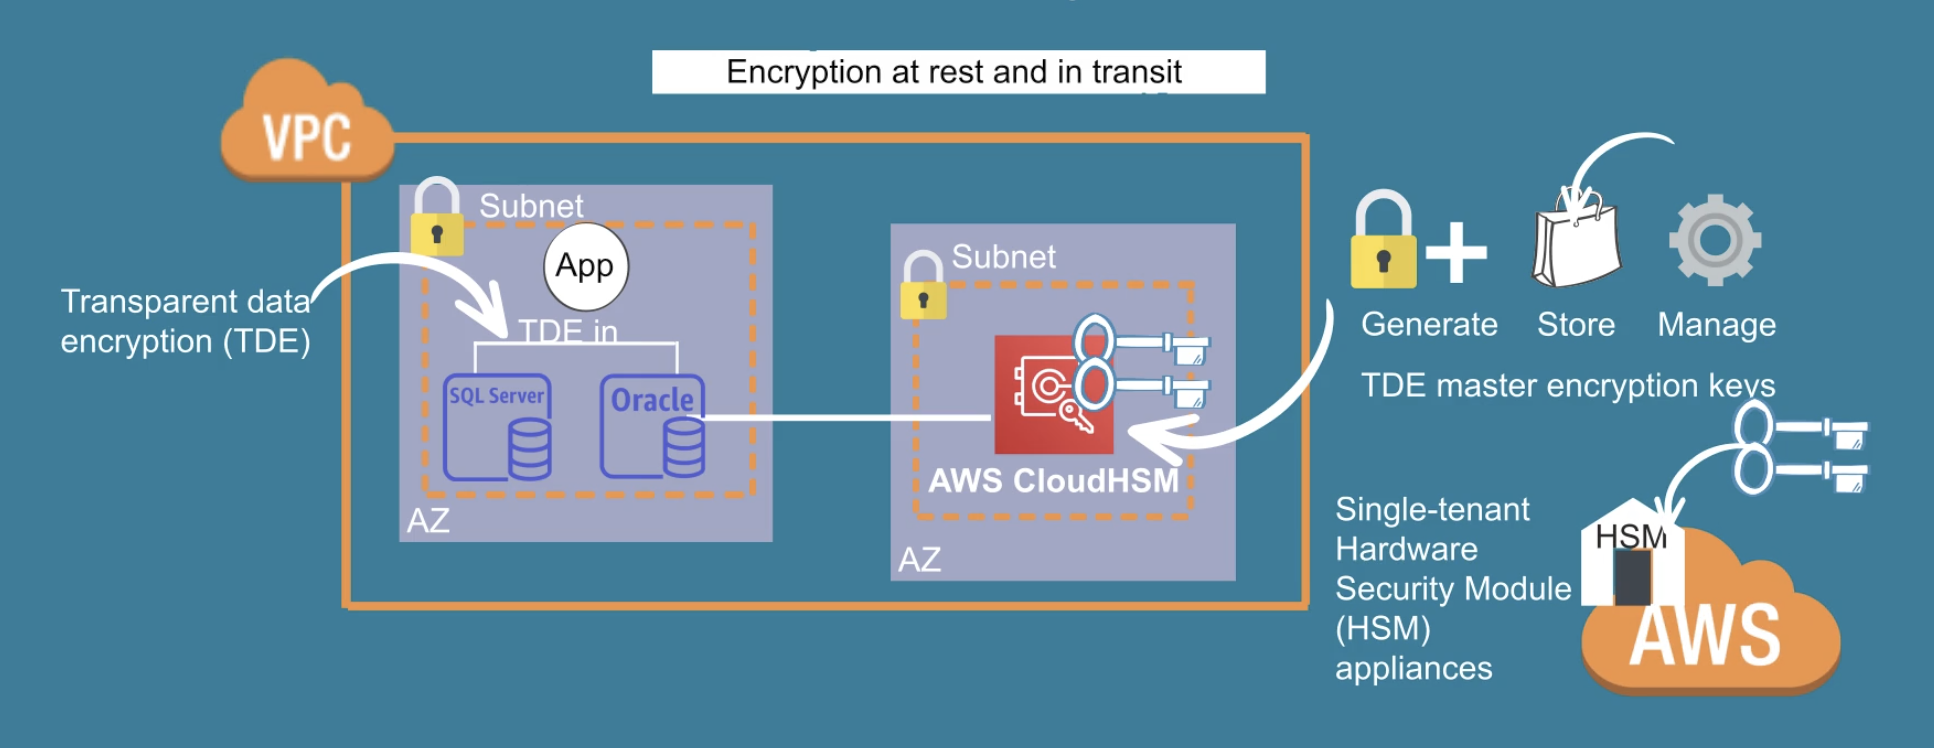 Encryption at rest and in transit
VPC
Subnet
App
Transparent data
encryption (TDE)
TDE in
SQL Server
Oracle
AZ
Subnet
AWS CloudHSM
AZ
Generate
Store
Manage
TDE master encryption keys
Single-tenant
Hardware
Security Module
(HSM)
appliances
HSM
AWS